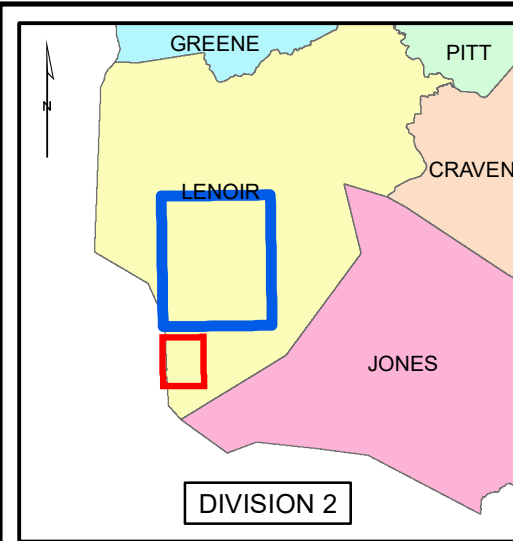 GREENE
PITT
N
CRAVEN
LENOIR
JONES
DIVISION 2